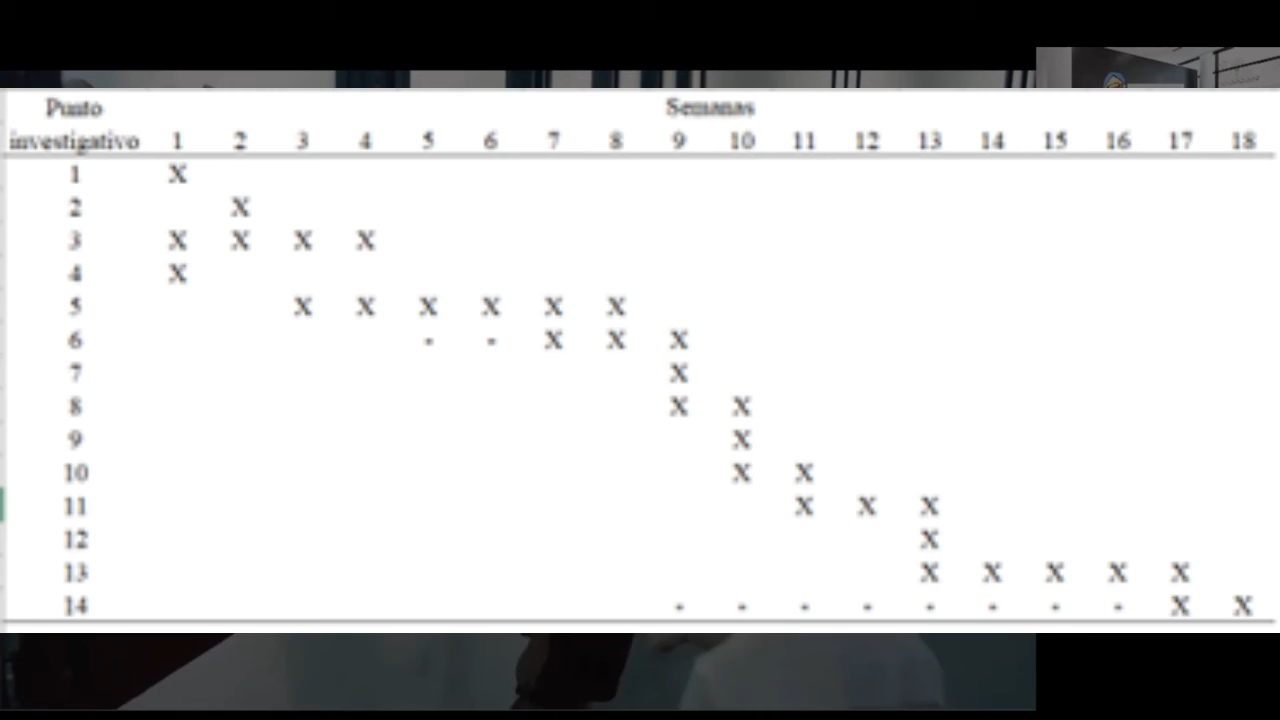 Punto Semanas
investigativo 1 2 3 4 5 6 7 8 9 10 11 12 13 14 15 16 17 18
1 X
2 X
3 X X X X
4 X
5 X X X X X X
6 - - X X X
7 X
8 X X
9 X
10 X X
11 X X X
12 X
13 X X X X X
14 - - - - - - - - X X